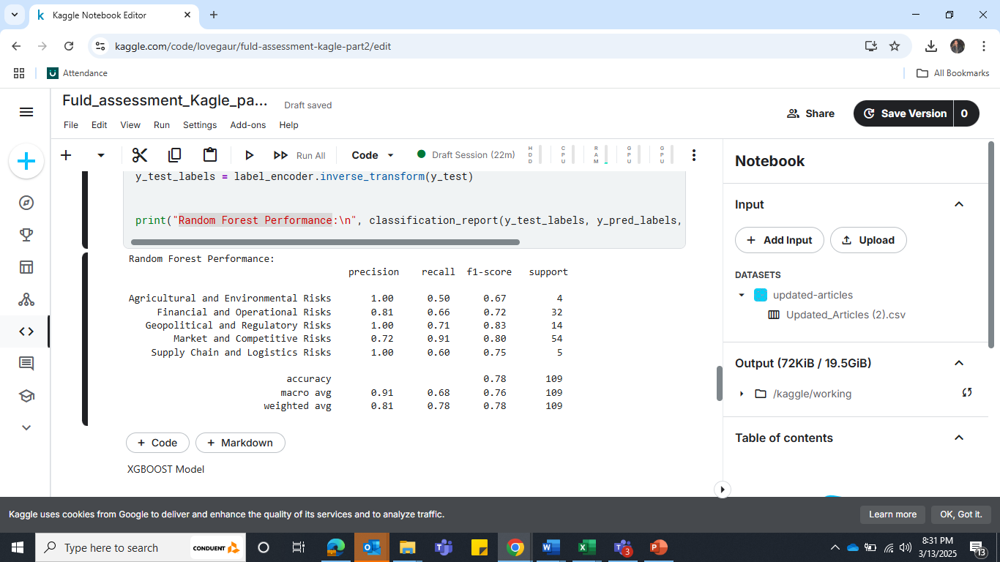 Kaggle Notebook Editor
kaggle.com/code/lovegaur/fuld-assessment-kagle-part2/edit
Attendance
All Bookmarks
Fuld_assessment_Kagle_pa...
Draft saved
File Edit View Run Settings Add-ons Help
Share
Save Version 0
Run All
Code
Draft Session (22m)
HDD
CPU
RAM
GPU
GPU
y_test_labels = label_encoder.inverse_transform(y_test)
print("Random Forest Performance:\n", classification_report(y_test_labels, y_pred_labels,
Random Forest Performance:
precision recall f1-score support
Agricultural and Environmental Risks 1.00 0.50 0.67 4
Financial and Operational Risks 0.81 0.66 0.72 32
Geopolitical and Regulatory Risks 1.00 0.71 0.83 14
Market and Competitive Risks 0.72 0.91 0.80 54
Supply Chain and Logistics Risks 1.00 0.60 0.75 5
accuracy 0.78 109
macro avg 0.91 0.68 0.76 109
weighted avg 0.81 0.78 0.78 109
+ Code
+ Markdown
XGBOOST Model
Notebook
Input
+ Add Input
Upload
DATASETS
updated-articles
Updated_Articles (2).csv
Output (72KiB / 19.5GiB)
/kaggle/working
Table of contents
Kaggle uses cookies from Google to deliver and enhance the quality of its services and to analyze traffic.
Learn more
OK, Got it.
Type here to search
CONDUENT
3
8:31 PM
3/13/2025
13